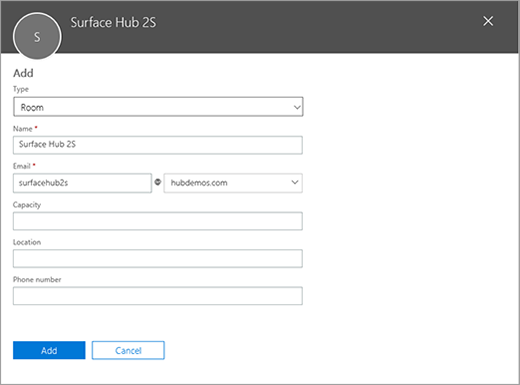 S
Surface Hub 2S
Add
Type
Room
Name *
Surface Hub 2S
Email *
surfacehub2s @ hubdemos.com
Capacity
Location
Phone number
Add Cancel